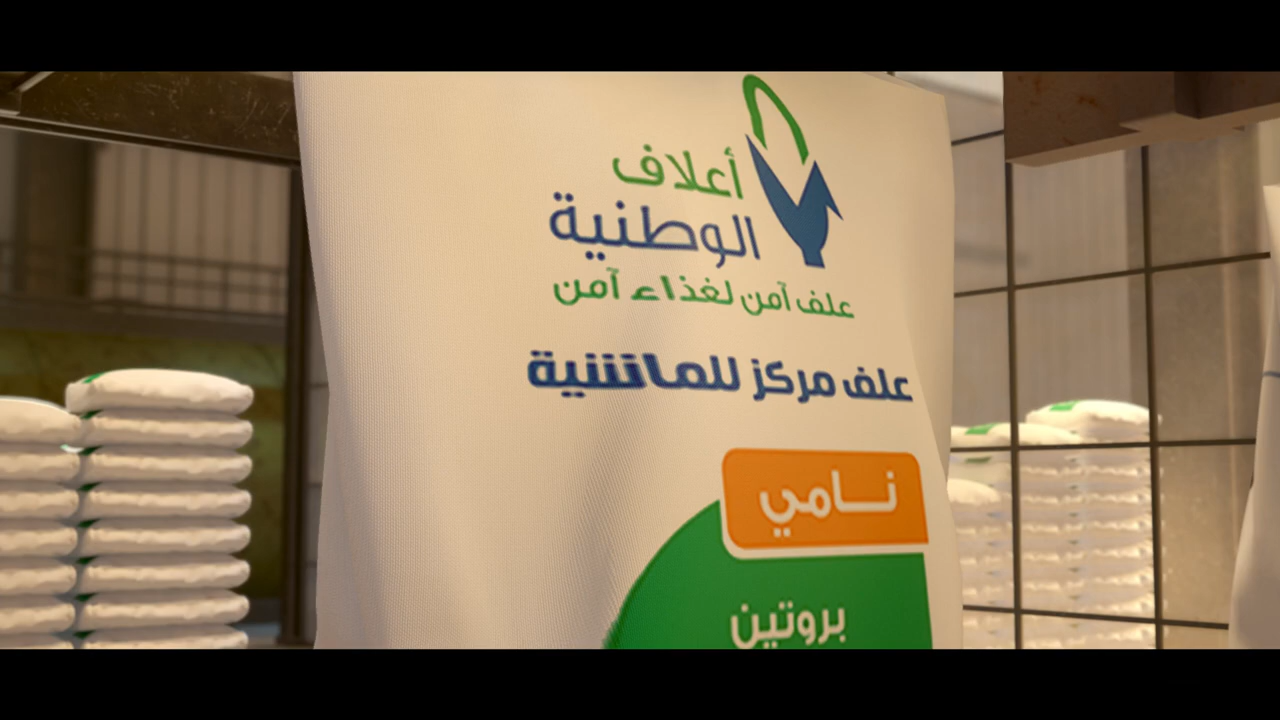 أعلاف
الوطنية
علف آمن لغذاء آمن
علف مركز للماشية
نامي
بروتين